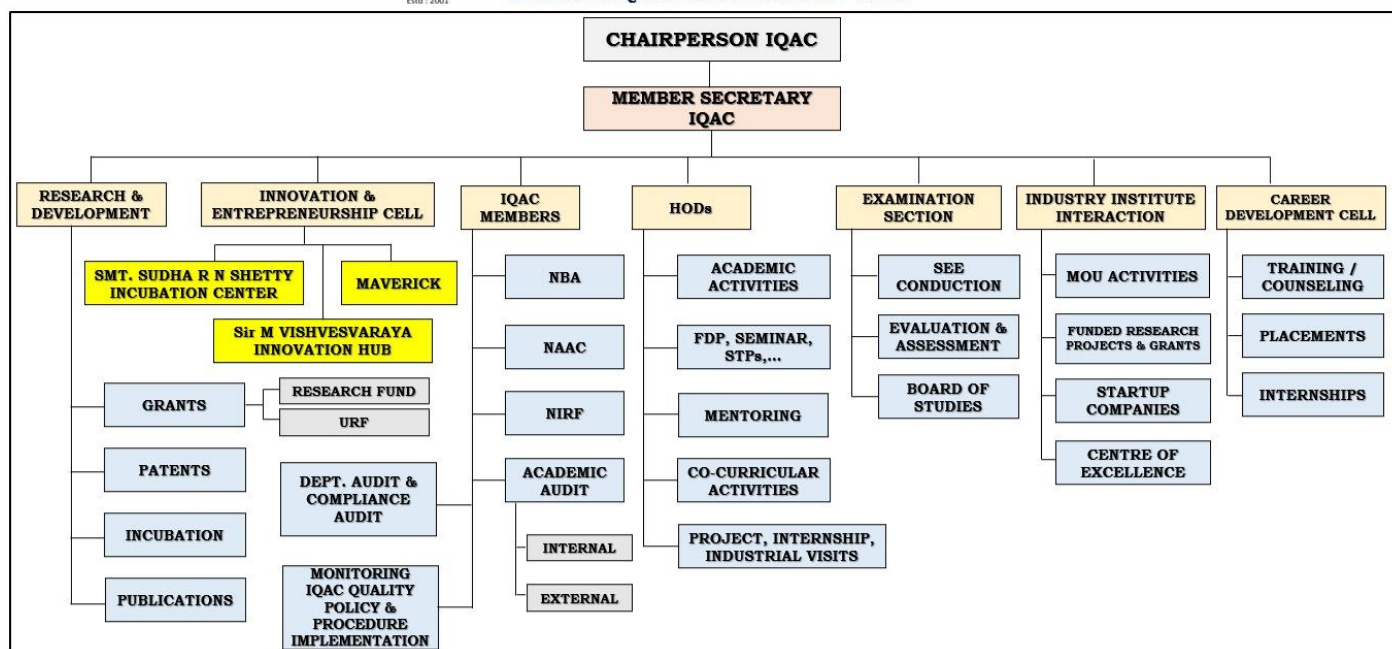 Estd : 2001
CHAIRPERSON IQAC
MEMBER SECRETARY
IQAC
RESEARCH &
DEVELOPMENT
INNOVATION &
ENTREPRENEURSHIP CELL
IQAC
MEMBERS
HODs
EXAMINATION
SECTION
INDUSTRY INSTITUTE
INTERACTION
CAREER
DEVELOPMENT CELL
SMT. SUDHA R N SHETTY
INCUBATION CENTER
MAVERICK
Sir M VISHVESVARAYA
INNOVATION HUB
GRANTS
RESEARCH FUND
URF
PATENTS
INCUBATION
PUBLICATIONS
NBA
NAAC
NIRF
ACADEMIC
AUDIT
INTERNAL
EXTERNAL
DEPT. AUDIT &
COMPLIANCE
AUDIT
MONITORING
IQAC QUALITY
POLICY &
PROCEDURE
IMPLEMENTATION
ACADEMIC
ACTIVITIES
FDP, SEMINAR,
STPs,...
MENTORING
CO-CURRICULAR
ACTIVITIES
PROJECT, INTERNSHIP,
INDUSTRIAL VISITS
SEE
CONDUCTION
EVALUATION &
ASSESSMENT
BOARD OF
STUDIES
MOU ACTIVITIES
FUNDED RESEARCH
PROJECTS & GRANTS
STARTUP
COMPANIES
CENTRE OF
EXCELLENCE
TRAINING /
COUNSELING
PLACEMENTS
INTERNSHIPS